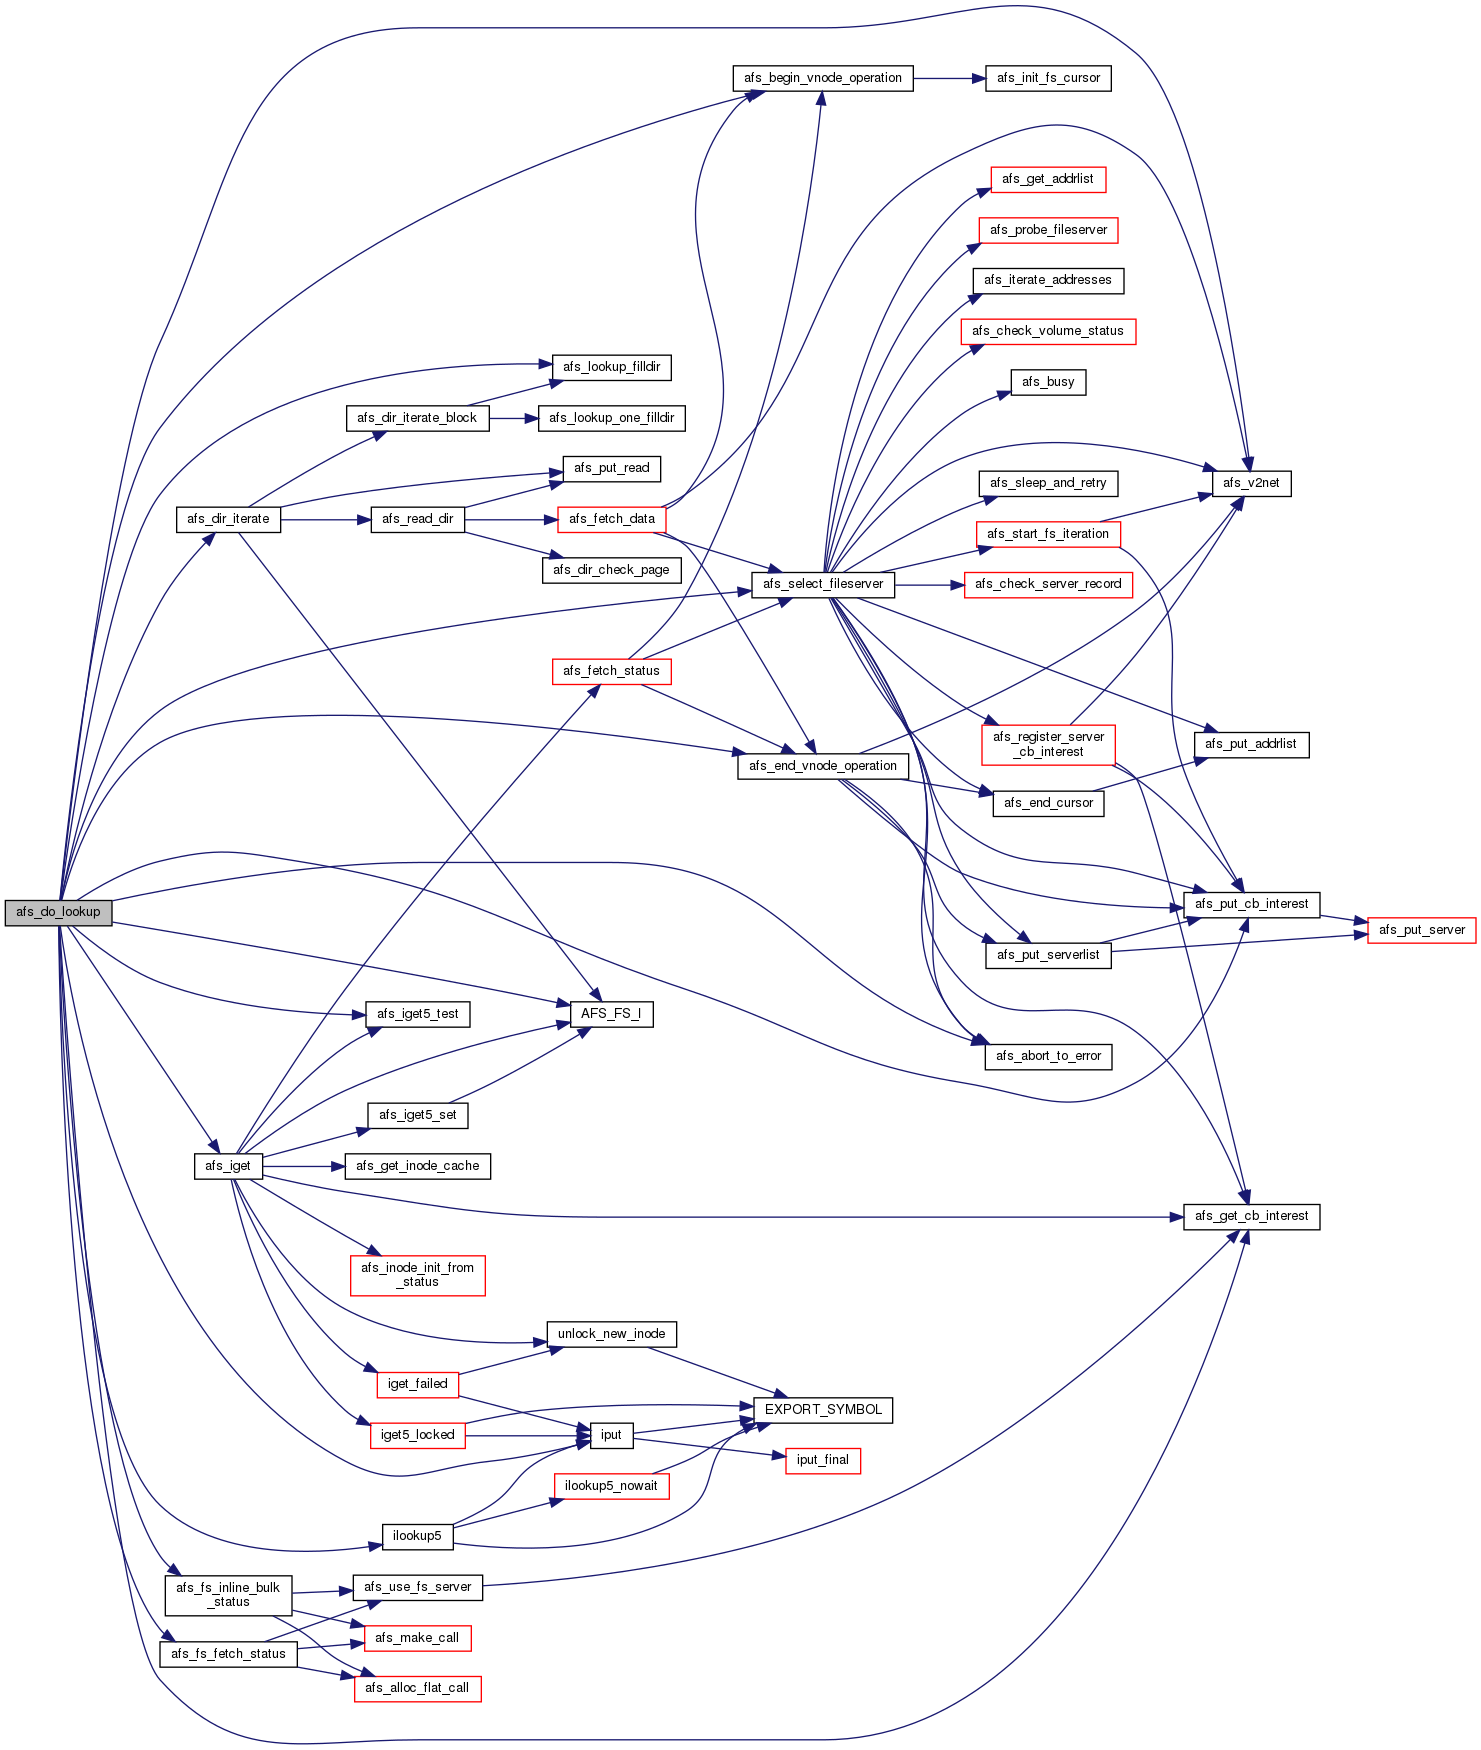 afs_begin_vnode_operation
afs_init_fs_cursor
afs_get_addrlist
afs_probe_fileserver
afs_iterate_addresses
afs_check_volume_status
afs_lookup_filldir
afs_busy
afs_dir_iterate_block
afs_lookup_one_filldir
afs_put_read
afs_sleep_and_retry
afs_v2net
afs_dir_iterate
afs_read_dir
afs_fetch_data
afs_start_fs_iteration
afs_dir_check_page
afs_select_fileserver
afs_check_server_record
afs_fetch_status
afs_register_server
_cb_interest
afs_put_addrlist
afs_end_vnode_operation
afs_end_cursor
afs_do_lookup
afs_put_cb_interest
afs_put_server
afs_put_serverlist
afs_iget5_test
AFS_FS_I
afs_abort_to_error
afs_iget5_set
afs_iget
afs_get_inode_cache
afs_get_cb_interest
afs_inode_init_from
_status
unlock_new_inode
iget_failed
EXPORT_SYMBOL
iget5_locked
iput
iput_final
ilookup5_nowait
ilookup5
afs_fs_inline_bulk
_status
afs_use_fs_server
afs_make_call
afs_fs_fetch_status
afs_alloc_flat_call